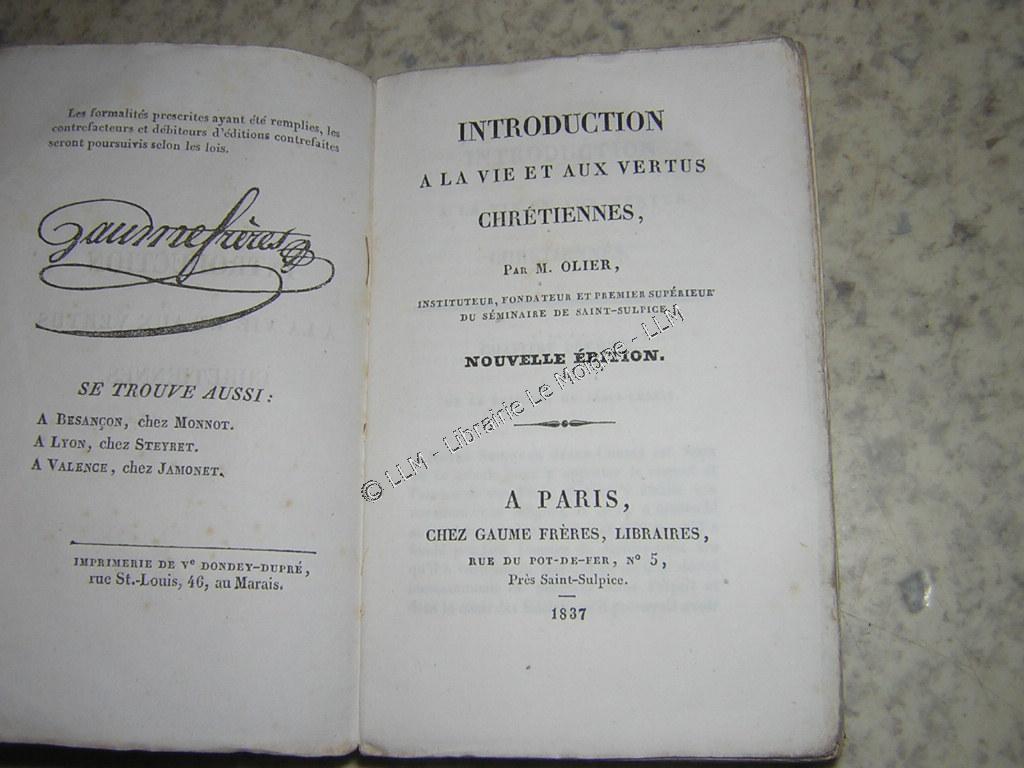 Les formalités prescrites ayant été remplies, les
contrefacteurs et débiteurs d'éditions contrefaites
seront poursuivis selon les lois.
Gaume frères
SE TROUVE AUSSI :
A BESANÇON, chez MONNOT.
A LYON, chez STEYRET.
A VALENCE, chez JAMONET.
IMPRIMERIE DE Ve DONDEY-DUPRÉ,
rue St.-Louis, 46, au Marais.
INTRODUCTION
A LA VIE ET AUX VERTUS
CHRÉTIENNES,
PAR M. OLIER,
INSTITUTEUR, FONDATEUR ET PREMIER SUPÉRIEUR
DU SÉMINAIRE DE SAINT-SULPICE.
NOUVELLE ÉDITION.
A PARIS,
CHEZ GAUME FRÈRES, LIBRAIRES,
RUE DU POT-DE-FER, N° 5,
Près Saint-Sulpice.
1837
© LLM - Librairie Le Moigne - LLM